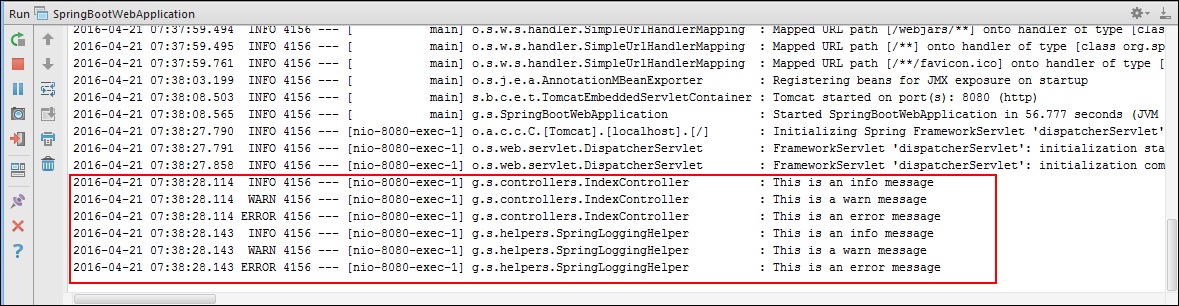 Run SpringBootWebApplication
2016-04-21 07:37:59.494  INFO 4156 --- [           main] o.s.w.s.handler.SimpleUrlHandlerMapping  : Mapped URL path [/webjars/**] onto handler of type [clas
2016-04-21 07:37:59.495  INFO 4156 --- [           main] o.s.w.s.handler.SimpleUrlHandlerMapping  : Mapped URL path [/**] onto handler of type [class org.sp
2016-04-21 07:37:59.761  INFO 4156 --- [           main] o.s.w.s.handler.SimpleUrlHandlerMapping  : Mapped URL path [/**/favicon.ico] onto handler of type [
2016-04-21 07:38:03.199  INFO 4156 --- [           main] o.s.j.e.a.AnnotationMBeanExporter        : Registering beans for JMX exposure on startup
2016-04-21 07:38:08.503  INFO 4156 --- [           main] s.b.c.e.t.TomcatEmbeddedServletContainer : Tomcat started on port(s): 8080 (http)
2016-04-21 07:38:08.565  INFO 4156 --- [           main] g.s.SpringBootWebApplication             : Started SpringBootWebApplication in 56.777 seconds (JVM
2016-04-21 07:38:27.790  INFO 4156 --- [nio-8080-exec-1] o.a.c.c.C.[Tomcat].[localhost].[/]       : Initializing Spring FrameworkServlet 'dispatcherServlet'
2016-04-21 07:38:27.791  INFO 4156 --- [nio-8080-exec-1] o.s.web.servlet.DispatcherServlet        : FrameworkServlet 'dispatcherServlet': initialization sta
2016-04-21 07:38:27.858  INFO 4156 --- [nio-8080-exec-1] o.s.web.servlet.DispatcherServlet        : FrameworkServlet 'dispatcherServlet': initialization com
2016-04-21 07:38:28.114  INFO 4156 --- [nio-8080-exec-1] g.s.controllers.IndexController          : This is an info message
2016-04-21 07:38:28.114  WARN 4156 --- [nio-8080-exec-1] g.s.controllers.IndexController          : This is a warn message
2016-04-21 07:38:28.114 ERROR 4156 --- [nio-8080-exec-1] g.s.controllers.IndexController          : This is an error message
2016-04-21 07:38:28.143  INFO 4156 --- [nio-8080-exec-1] g.s.helpers.SpringLoggingHelper          : This is an info message
2016-04-21 07:38:28.143  WARN 4156 --- [nio-8080-exec-1] g.s.helpers.SpringLoggingHelper          : This is a warn message
2016-04-21 07:38:28.143 ERROR 4156 --- [nio-8080-exec-1] g.s.helpers.SpringLoggingHelper          : This is an error message